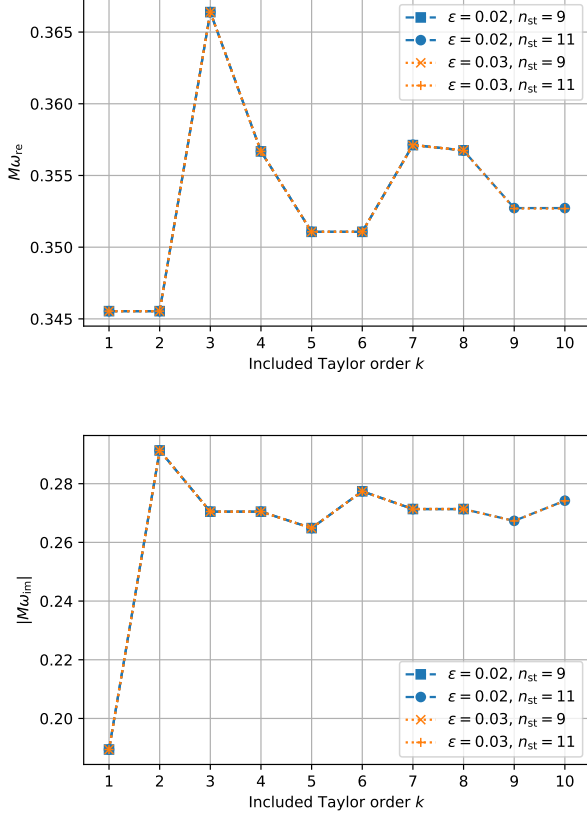 0.365
0.360
0.355
0.350
0.345
Mω_re
ε = 0.02, n_st = 9
ε = 0.02, n_st = 11
ε = 0.03, n_st = 9
ε = 0.03, n_st = 11
1 2 3 4 5 6 7 8 9 10
Included Taylor order k
0.28
0.26
0.24
0.22
0.20
|Mω_im|
ε = 0.02, n_st = 9
ε = 0.02, n_st = 11
ε = 0.03, n_st = 9
ε = 0.03, n_st = 11
1 2 3 4 5 6 7 8 9 10
Included Taylor order k